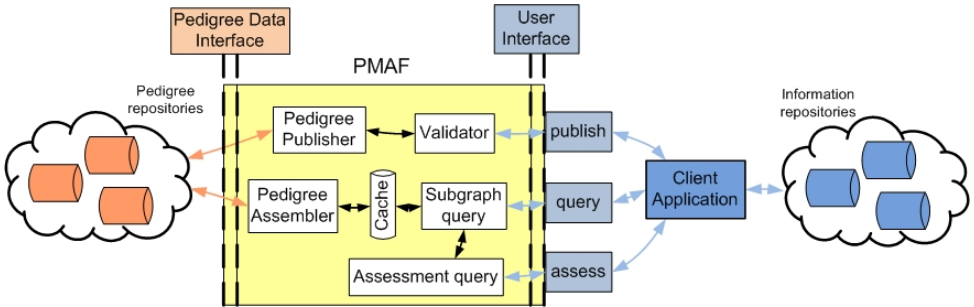 Pedigree Data
Interface
User
Interface
PMAF
Pedigree
repositories
Information
repositories
Pedigree
Publisher
Validator
publish
Client
Application
Pedigree
Assembler
Cache
Subgraph
query
query
Assessment query
assess